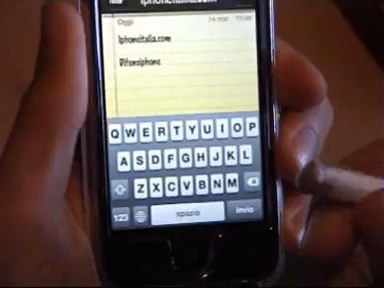 iphoneitalia.com
Oggi
Iphoneitalia.com
Q W E R T Y U I O P
A S D F G H J K L
Z X C V B N M
123 spazio invio